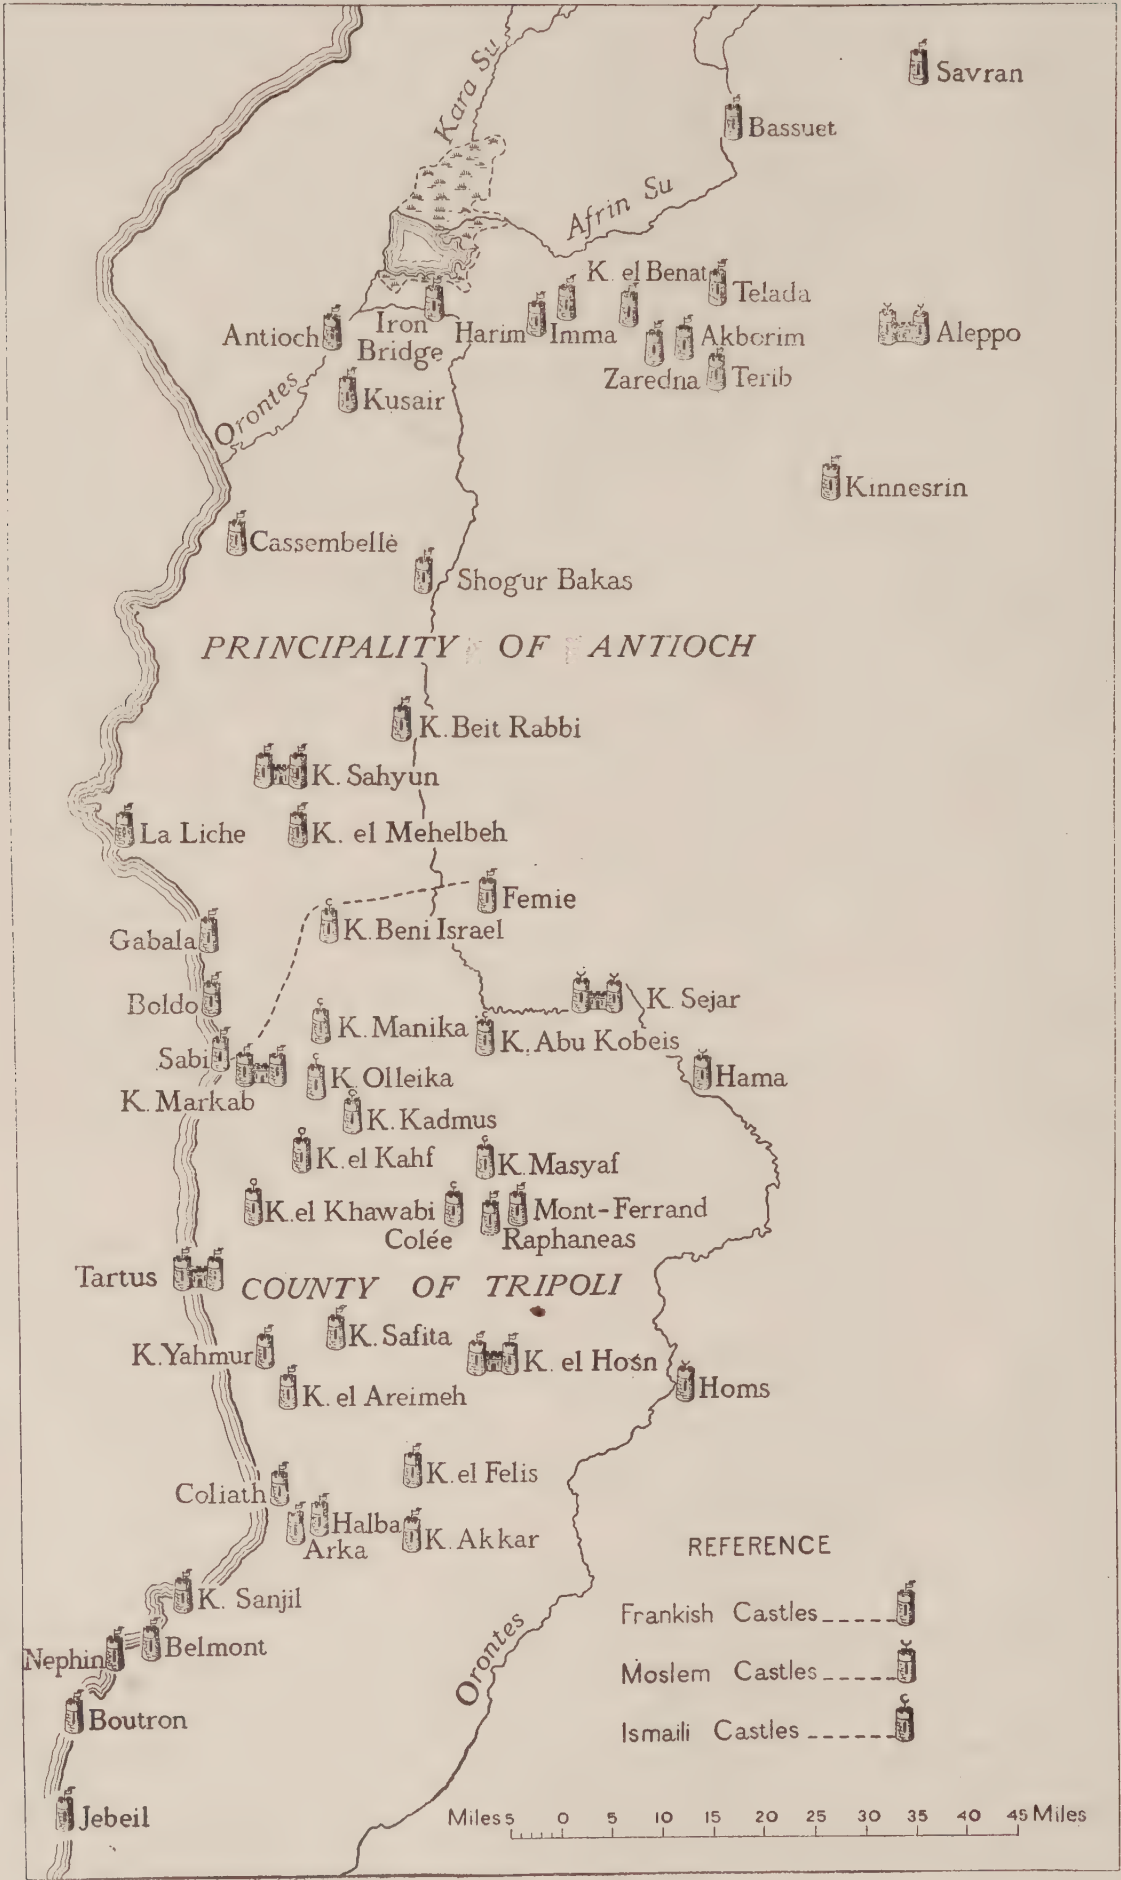 Kara Su
Savran
Bassuet
Afrin Su
K. el Benat
Telada
Antioch
Iron
Bridge
Harim
Imma
Akborim
Aleppo
Zaredna
Terib
Kusair
Orontes
Kinnesrin
Cassembellè
Shogur Bakas
PRINCIPALITY OF ANTIOCH
K. Beit Rabbi
K. Sahyun
La Liche
K. el Mehelbeh
Femie
Gabala
K. Beni Israel
Boldo
K. Sejar
K. Manika
K. Abu Kobeis
Sabi
K. Olleika
Hama
K. Markab
K. Kadmus
K. el Kahf
K. Masyaf
K. el Khawabi
Mont-Ferrand
Colée
Raphaneas
Tartus
COUNTY OF TRIPOLI
K. Safita
K. Yahmur
K. el Hosn
K. el Areimeh
Homs
K. el Felis
Coliath
Halba
Arka
K. Akkar
REFERENCE
K. Sanjil
Frankish Castles
Belmont
Nephin
Moslem Castles
Orontes
Boutron
Ismaili Castles
Jebeil
Miles 5 0 5 10 15 20 25 30 35 40 45 Miles